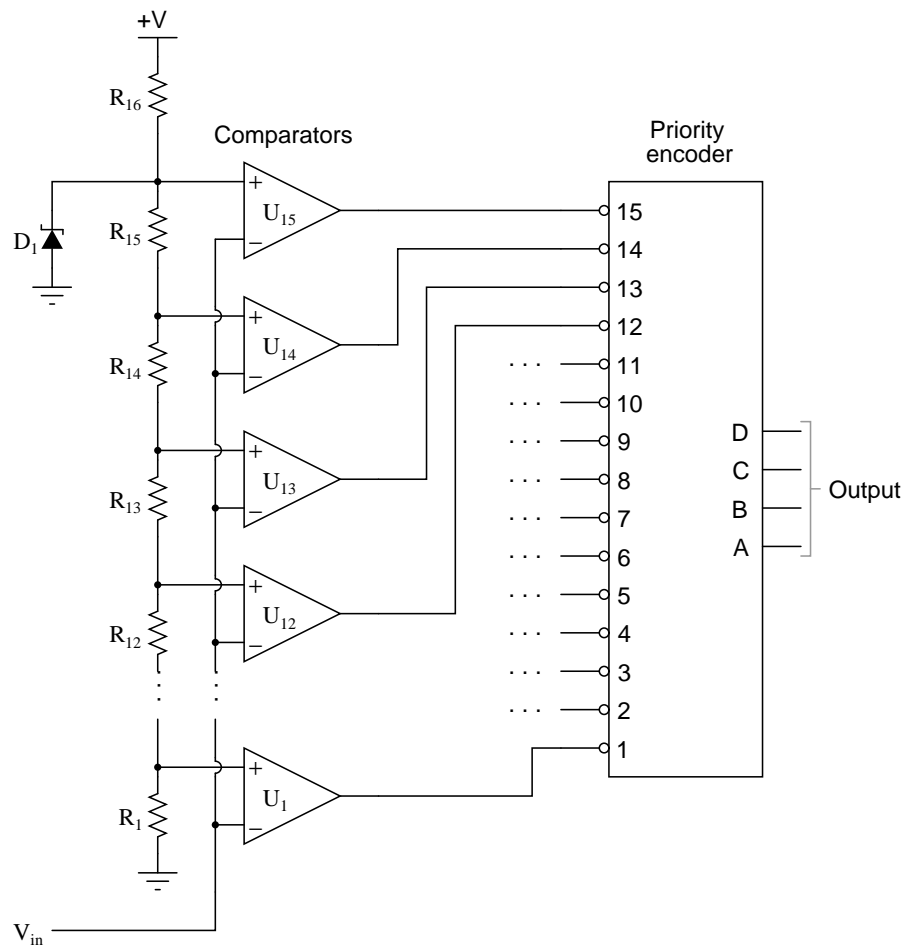 +V
R16
Comparators
Priority
encoder
+
U15
−
15
R15
D1
14
+
U14
−
13
12
R14
. . . 11
. . . 10
+
U13
−
. . . 9
D
R13
. . . 8
C
Output
. . . 7
B
. . . 6
A
+
U12
−
. . . 5
R12
. . . 4
. . . 3
. . . 2
1
+
U1
−
R1
Vin